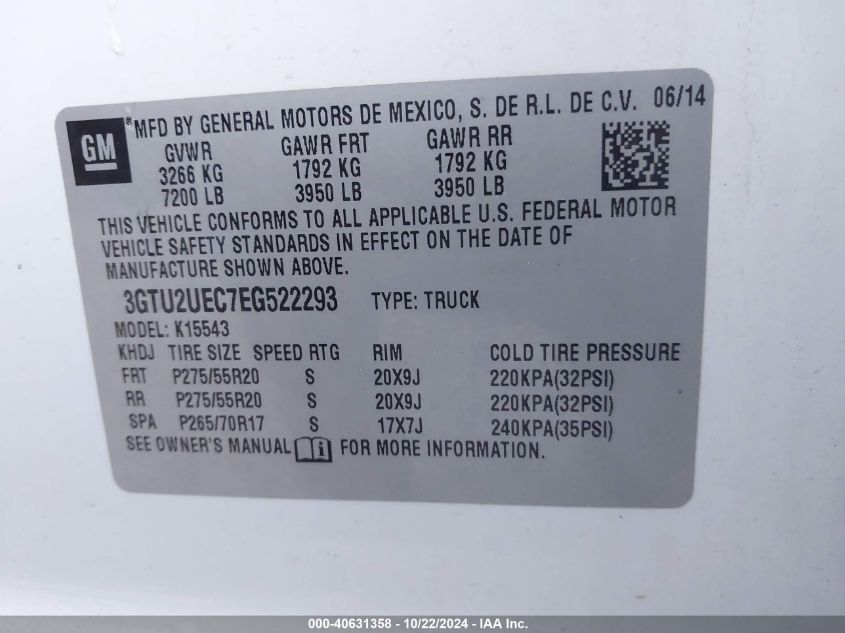 GM
MFD BY GENERAL MOTORS DE MEXICO, S. DE R.L. DE C.V. 06/14
GVWR GAWR FRT GAWR RR
3266 KG 1792 KG 1792 KG
7200 LB 3950 LB 3950 LB
THIS VEHICLE CONFORMS TO ALL APPLICABLE U.S. FEDERAL MOTOR
VEHICLE SAFETY STANDARDS IN EFFECT ON THE DATE OF
MANUFACTURE SHOWN ABOVE.
3GTU2UEC7EG522293 TYPE: TRUCK
MODEL: K15543
KHDJ TIRE SIZE SPEED RTG RIM COLD TIRE PRESSURE
FRT P275/55R20 S 20X9J 220KPA(32PSI)
RR P275/55R20 S 20X9J 220KPA(32PSI)
SPA P265/70R17 S 17X7J 240KPA(35PSI)
SEE OWNER'S MANUAL FOR MORE INFORMATION.
000-40631358 - 10/22/2024 - IAA Inc.